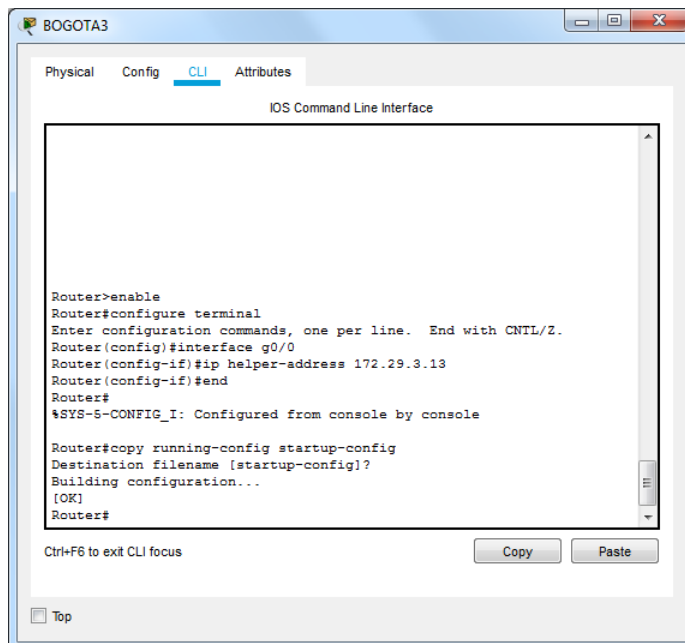 BOGOTA3
Physical Config CLI Attributes
IOS Command Line Interface
Router>enable
Router#configure terminal
Enter configuration commands, one per line.  End with CNTL/Z.
Router(config)#interface g0/0
Router(config-if)#ip helper-address 172.29.3.13
Router(config-if)#end
Router#
%SYS-5-CONFIG_I: Configured from console by console
Router#copy running-config startup-config
Destination filename [startup-config]?
Building configuration...
[OK]
Router#
Ctrl+F6 to exit CLI focus
Copy Paste
Top